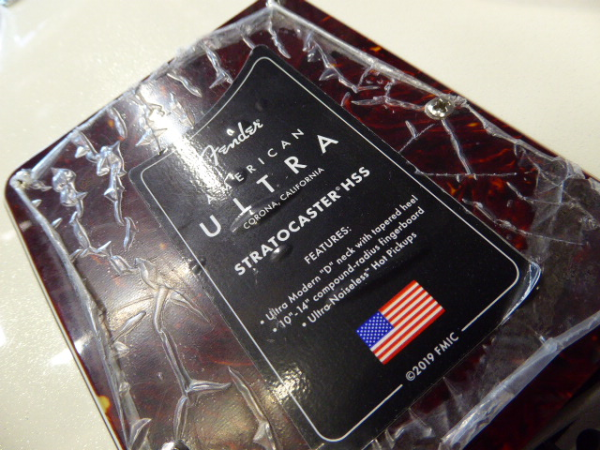 Fender
AMERICAN
ULTRA
CORONA, CALIFORNIA
STRATOCASTER® HSS
FEATURES:
• Ultra Modern "D" neck with tapered heel
• 10"-14" compound-radius fingerboard
• Ultra-Noiseless™ Hot Pickups
©2019 FMIC